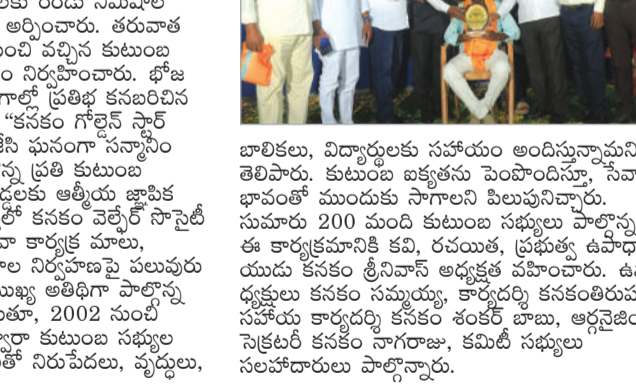 రెండు నిమిషాల
అర్పించారు. తరువాత
వచ్చిన కుటుంబ
నిర్వహించారు. భోజ
ప్రతిభ కనబరిచిన
“కనకం గోల్డెన్ స్టార్
ఘనంగా సన్మానిం
ప్రతి కుటుంబ
ఆత్మీయ జ్ఞాపిక
కనకం వెల్ఫేర్ సొసైటీ
కార్యక్ర మాలు,
నిర్వహణపై పలువురు
అతిథిగా పాల్గొన్న
2002 నుంచి
కుటుంబ సభ్యుల
నిరుపేదలు, వృద్ధులు,
బాలికలు, విద్యార్థులకు సహాయం అందిస్తున్నామని
తెలిపారు. కుటుంబ ఐక్యతను పెంపొందిస్తూ, సేవా
భావంతో ముందుకు సాగాలని పిలుపునిచ్చారు.
సుమారు 200 మంది కుటుంబ సభ్యులు పాల్గొన్న
ఈ కార్యక్రమానికి కవి, రచయిత, ప్రభుత్వ ఉపాధ్యా
యుడు కనకం శ్రీనివాస్ అధ్యక్షత వహించారు. ఉపా
ధ్యక్షులు కనకం సమ్మయ్య, కార్యదర్శి కనకంతిరుప
సహాయ కార్యదర్శి కనకం శంకర్ బాబు, ఆర్గనైజిం
సెక్రటరీ కనకం నాగరాజు, కమిటీ సభ్యులు
సలహాదారులు పాల్గొన్నారు.